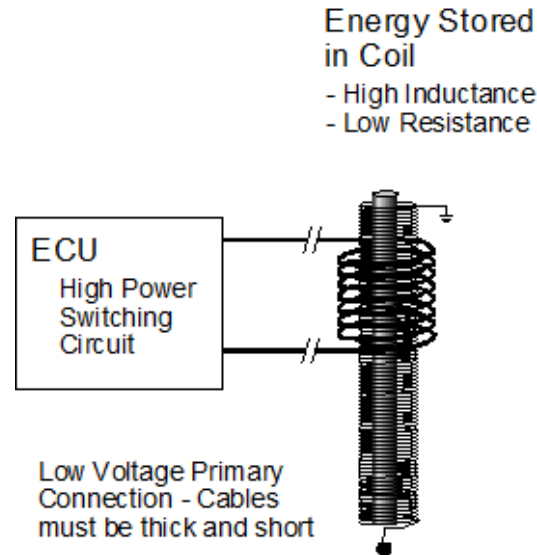 Energy Stored
in Coil
- High Inductance
- Low Resistance
ECU
High Power
Switching
Circuit
Low Voltage Primary
Connection - Cables
must be thick and short